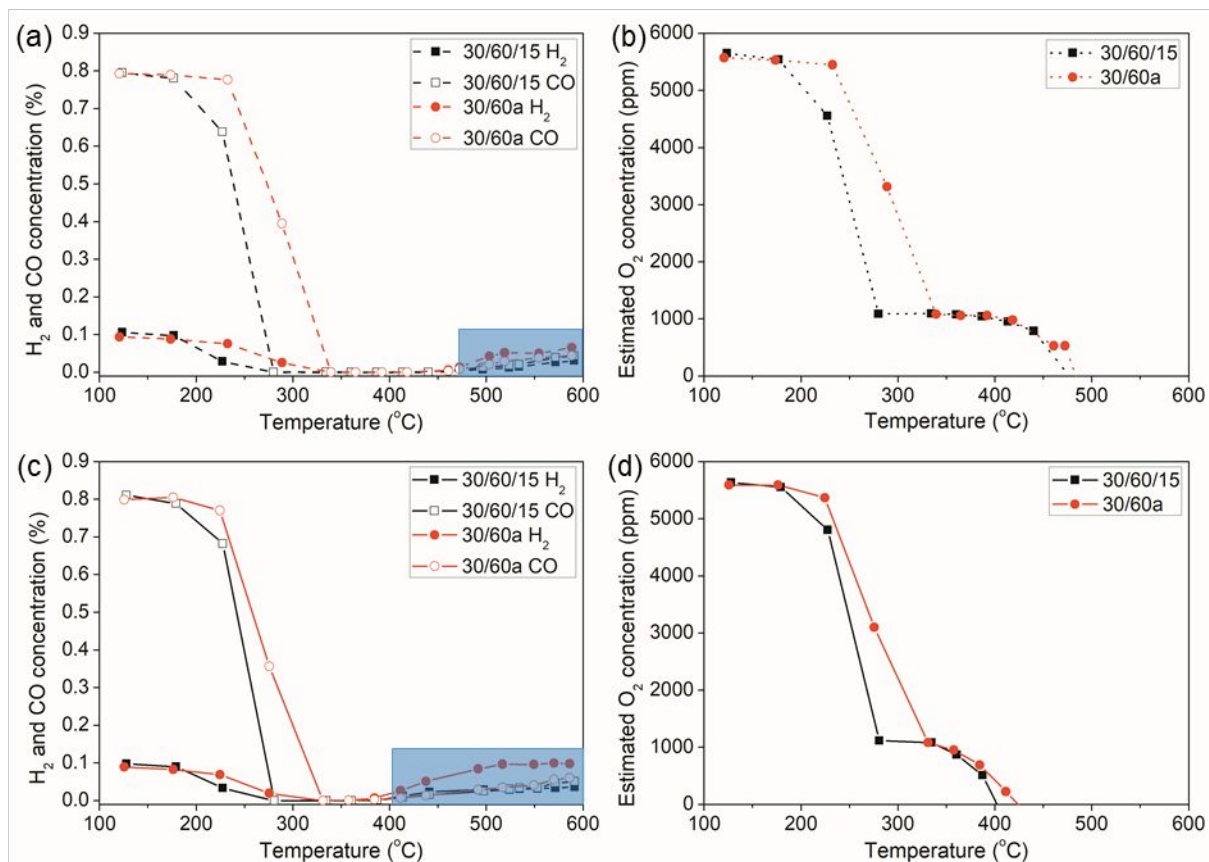 (a)
0.9
0.8
0.7
0.6
0.5
0.4
0.3
0.2
0.1
0.0
H₂ and CO concentration (%)
30/60/15 H₂
30/60/15 CO
30/60a H₂
30/60a CO
100 200 300 400 500 600
Temperature (°C)
(b)
6000
5000
4000
3000
2000
1000
0
Estimated O₂ concentration (ppm)
30/60/15
30/60a
100 200 300 400 500 600
Temperature (°C)
(c)
0.9
0.8
0.7
0.6
0.5
0.4
0.3
0.2
0.1
0.0
H₂ and CO concentration (%)
30/60/15 H₂
30/60/15 CO
30/60a H₂
30/60a CO
100 200 300 400 500 600
Temperature (°C)
(d)
6000
5000
4000
3000
2000
1000
0
Estimated O₂ concentration (ppm)
30/60/15
30/60a
100 200 300 400 500 600
Temperature (°C)